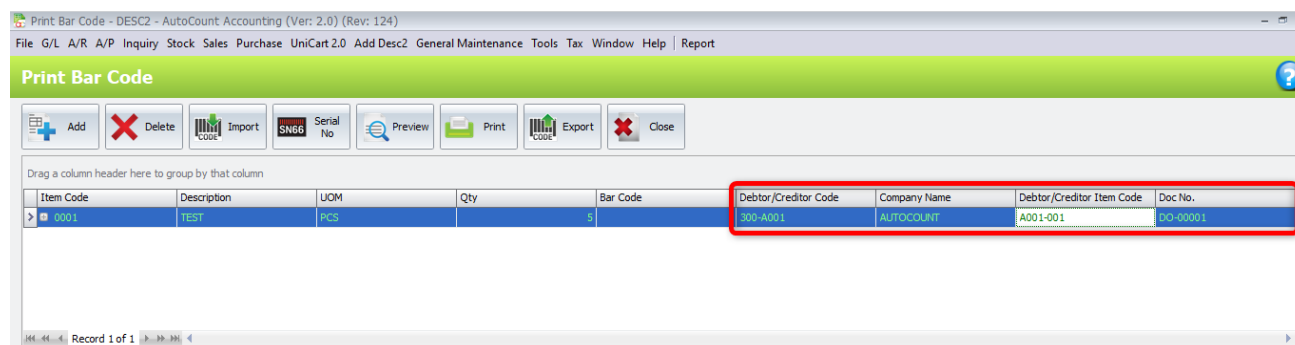 Print Bar Code - DESC2 - AutoCount Accounting (Ver: 2.0) (Rev: 124)
File G/L A/R A/P Inquiry Stock Sales Purchase UniCart 2.0 Add Desc2 General Maintenance Tools Tax Window Help | Report
Print Bar Code
?
Add Delete CODE Import SN66 Serial No Preview Print CODE Export Close
Drag a column header here to group by that column
Item Code Description UOM Qty Bar Code Debtor/Creditor Code Company Name Debtor/Creditor Item Code Doc No.
0001 TEST PCS 5 300-A001 AUTOCOUNT A001-001 DO-00001
Record 1 of 1